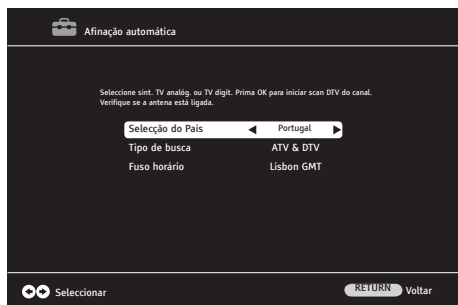 Afinação automática
Seleccione sint. TV analóg. ou TV digit. Prima OK para iniciar scan DTV do canal.
Verifique se a antena está ligada.
Selecção do Pais Portugal
Tipo de busca ATV & DTV
Fuso horário Lisbon GMT
Seleccionar RETURN Voltar